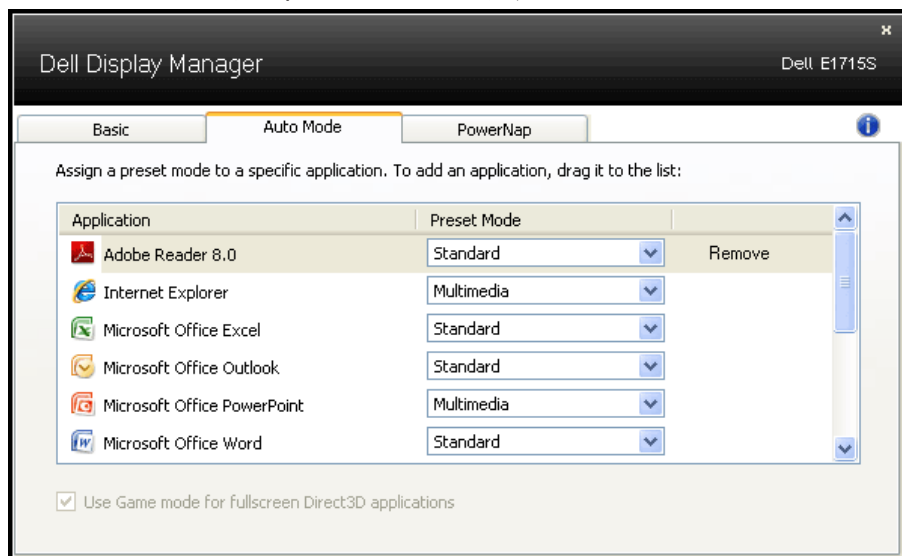 Dell Display Manager
Dell E1715S
Basic Auto Mode PowerNap
Assign a preset mode to a specific application. To add an application, drag it to the list:
Application Preset Mode
Adobe Reader 8.0 Standard Remove
Internet Explorer Multimedia
Microsoft Office Excel Standard
Microsoft Office Outlook Standard
Microsoft Office PowerPoint Multimedia
Microsoft Office Word Standard
Use Game mode for fullscreen Direct3D applications